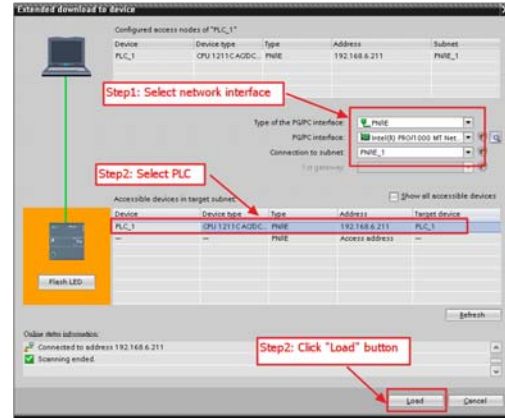 Extended download to device
Configured access nodes of "PLC_1"
Device Device type Type Address Subnet
PLC_1 CPU 1211C AC/DC... PN/IE 192.168.6.211 PN/IE_1
Step1: Select network interface
Type of the PG/PC interface: PN/IE
PG/PC interface: Intel(R) PRO/1000 MT Net...
Connection to subnet: PN/IE_1
1st gateway:
Step2: Select PLC
Accessible devices in target subnet: Show all accessible devices
Device Device type Type Address Target device
PLC_1 CPU 1211C AC/DC... PN/IE 192.168.6.211 PLC_1
— — PN/IE Access address —
Flash LED
Refresh
Online status information:
Connected to address 192.168.6.211
Scanning ended.
Step2: Click "Load" button
Load Cancel